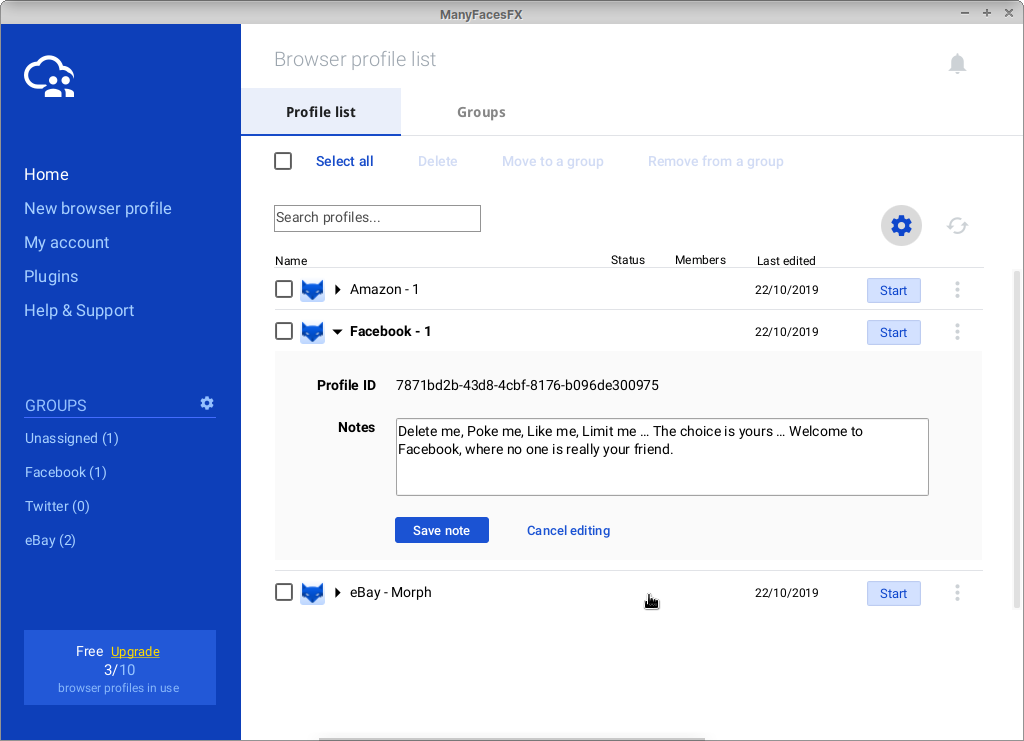 ManyFacesFX
Browser profile list
Profile list
Groups
Select all
Delete
Move to a group
Remove from a group
Home
New browser profile
My account
Plugins
Help & Support
GROUPS
Unassigned (1)
Facebook (1)
Twitter (0)
eBay (2)
Free Upgrade
3/10
browser profiles in use
Search profiles...
Name Status Members Last edited
Amazon - 1 22/10/2019 Start
Facebook - 1 22/10/2019 Start
Profile ID 7871bd2b-43d8-4cbf-8176-b096de300975
Notes
Delete me, Poke me, Like me, Limit me ... The choice is yours ... Welcome to
Facebook, where no one is really your friend.
Save note Cancel editing
eBay - Morph 22/10/2019 Start